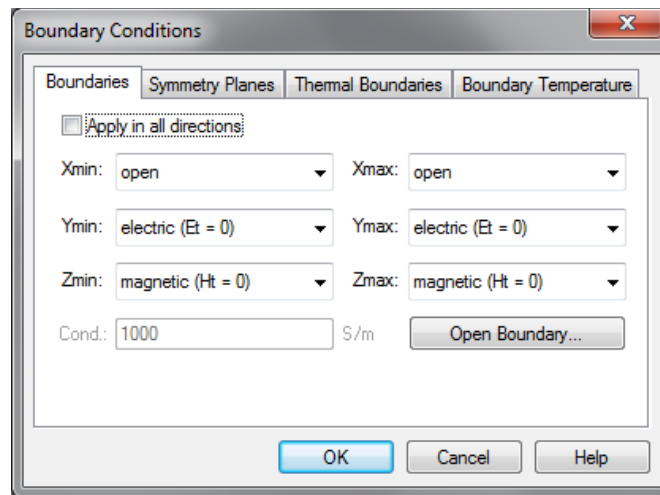 Boundary Conditions
Boundaries Symmetry Planes Thermal Boundaries Boundary Temperature
Apply in all directions
Xmin: open Xmax: open
Ymin: electric (Et = 0) Ymax: electric (Et = 0)
Zmin: magnetic (Ht = 0) Zmax: magnetic (Ht = 0)
Cond.: 1000 S/m Open Boundary...
OK Cancel Help